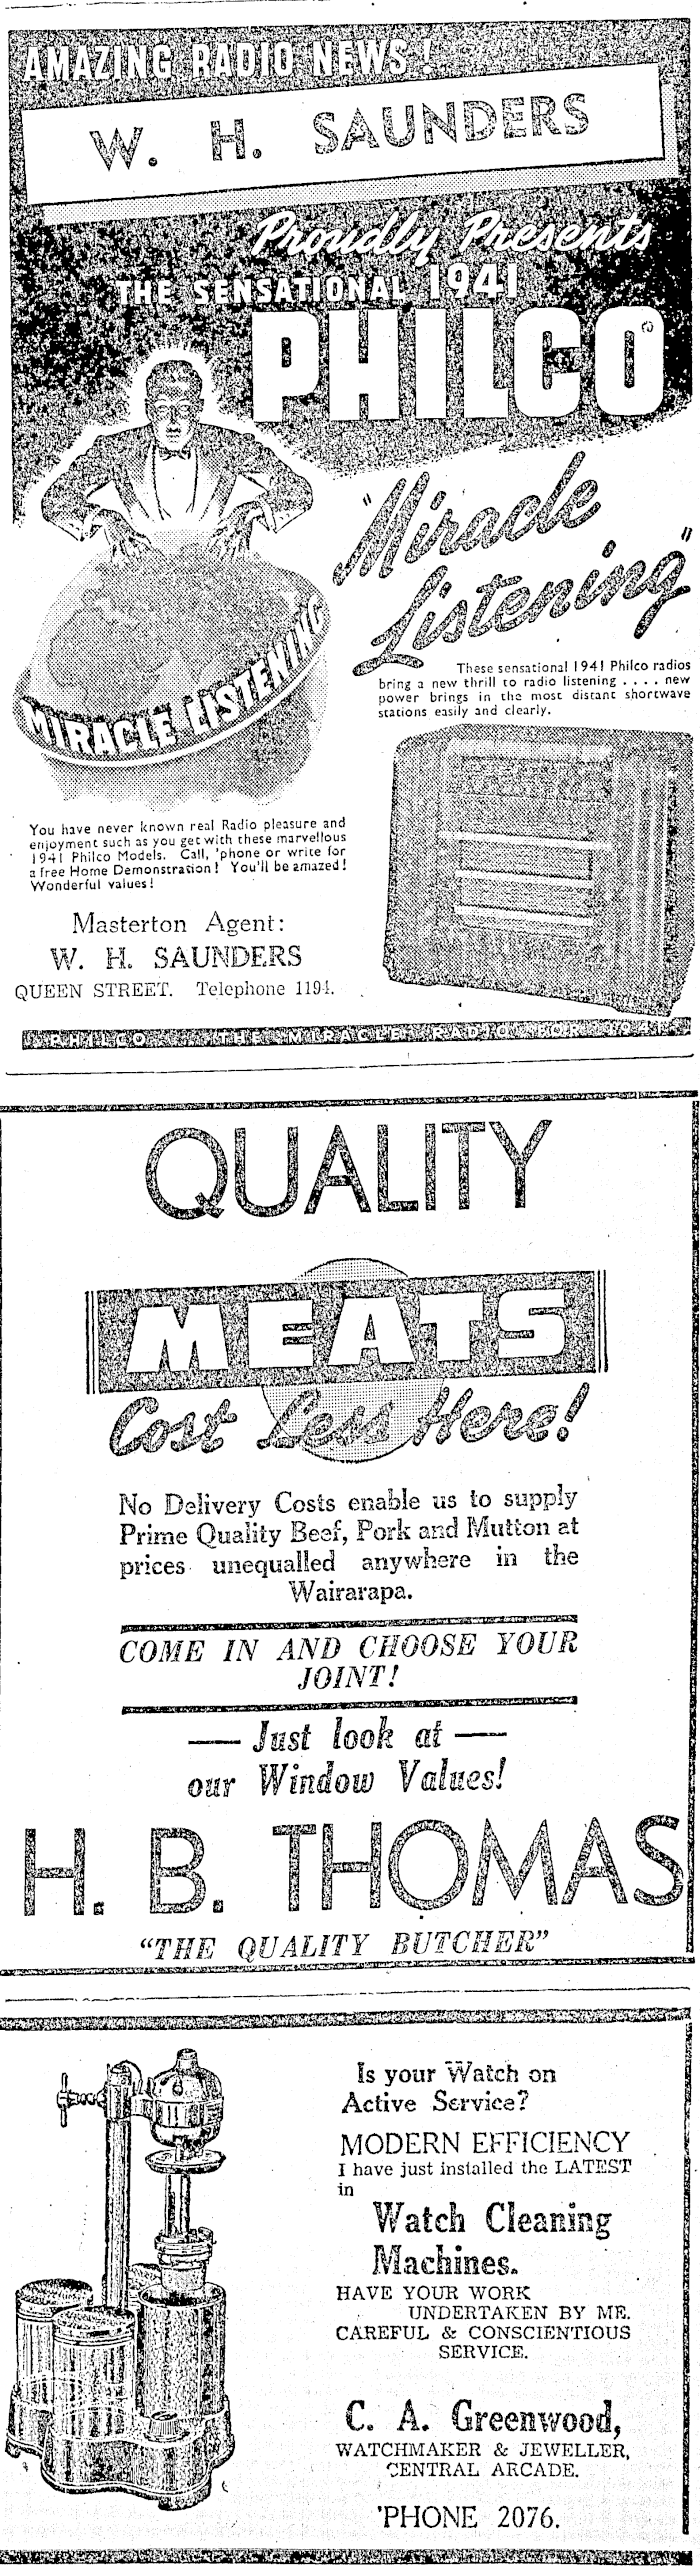 AMAZING RADIO NEWS!
W. H. SAUNDERS
Proudly Presents
THE SENSATIONAL 1941
PHILCO
"Miracle
Listening"
MIRACLE LISTENING
These sensational 1941 Philco radios
bring a new thrill to radio listening . . . . new
power brings in the most distant shortwave
stations easily and clearly.
You have never known real Radio pleasure and
enjoyment such as you get with these marvellous
1941 Philco Models. Call, 'phone or write for
a free Home Demonstration! You'll be amazed!
Wonderful values!
Masterton Agent:
W. H. SAUNDERS
QUEEN STREET. Telephone 1194.
PHILCO THE MIRACLE RADIO FOR 1941
QUALITY
MEATS
Cost Less Here!
No Delivery Costs enable us to supply
Prime Quality Beef, Pork and Mutton at
prices unequalled anywhere in the
Wairarapa.
COME IN AND CHOOSE YOUR
JOINT!
— Just look at —
our Window Values!
H. B. THOMAS
"THE QUALITY BUTCHER"
Is your Watch on
Active Service?
MODERN EFFICIENCY
I have just installed the LATEST
in
Watch Cleaning
Machines.
HAVE YOUR WORK
UNDERTAKEN BY ME.
CAREFUL & CONSCIENTIOUS
SERVICE.
C. A. Greenwood,
WATCHMAKER & JEWELLER,
CENTRAL ARCADE.
'PHONE 2076.